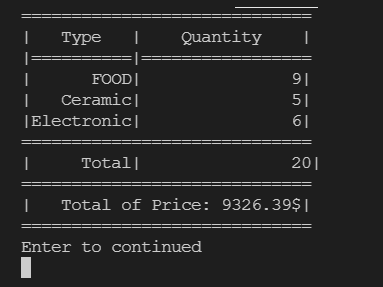 =============================
|   Type   |    Quantity    |
|==========|=================
|      FOOD|               9|
|   Ceramic|               5|
|Electronic|               6|
=============================
|     Total|               20|
=============================
|   Total of Price: 9326.39$|
=============================
Enter to continued